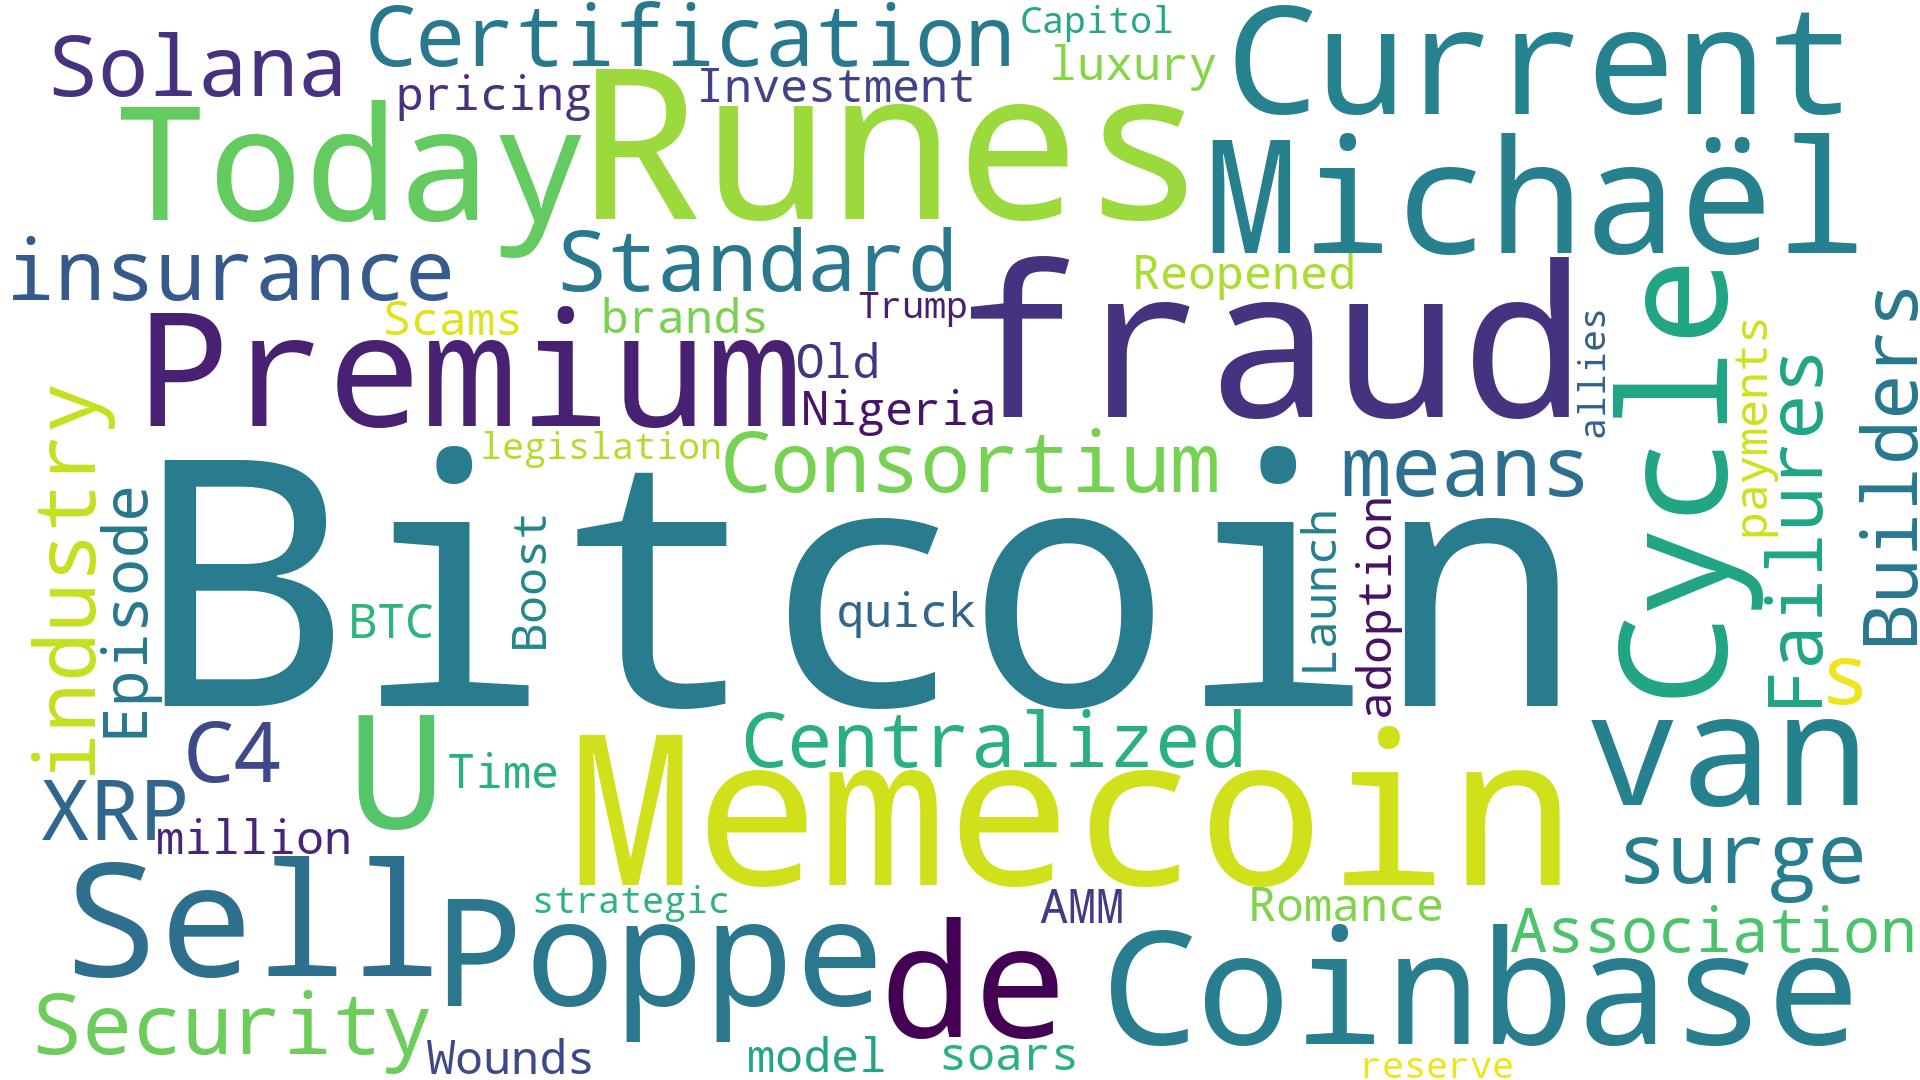 Certification
Capitol
Current
Solana
pricing
Investment
luxury
Today
Runes
Michaël
insurance
Standard
Reopened
fraud
Scams
brands
Trump
Premium
Old
Nigeria
allies
Cycle
payments
Failures
Builders
industry
legislation
Consortium
means
Episode
Bitcoin
BTC
Boost
quick
Launch
adoption
s
C4
U
Time
Centralized
van
XRP
million
Memecoin
surge
Sell
strategic
AMM
Romance
Association
Poppe
de
Coinbase
Security
Wounds
model
soars
reserve